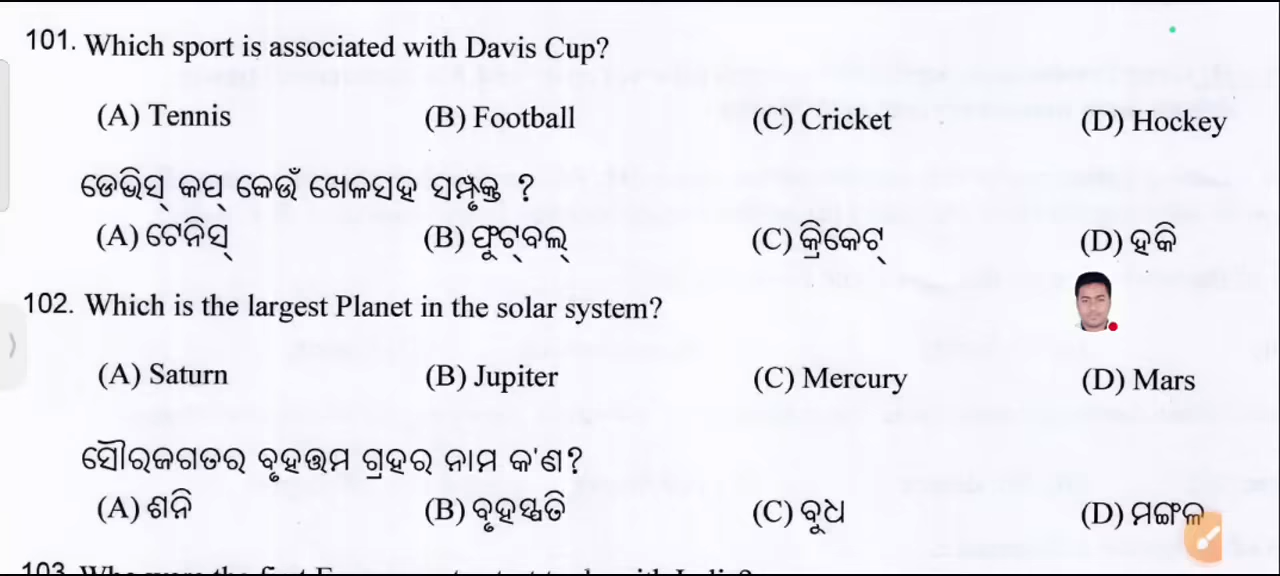 101. Which sport is associated with Davis Cup?
(A) Tennis (B) Football (C) Cricket (D) Hockey
ଡେଭିସ୍ କପ୍ କେଉଁ ଖେଳସହ ସମ୍ପୃକ୍ତ ?
(A) ଟେନିସ୍ (B) ଫୁଟ୍‌ବଲ୍ (C) କ୍ରିକେଟ୍ (D) ହକି
102. Which is the largest Planet in the solar system?
(A) Saturn (B) Jupiter (C) Mercury (D) Mars
ସୌରଜଗତର ବୃହତ୍ତମ ଗ୍ରହର ନାମ କ'ଣ?
(A) ଶନି (B) ବୃହସ୍ପତି (C) ବୁଧ (D) ମଙ୍ଗଳ